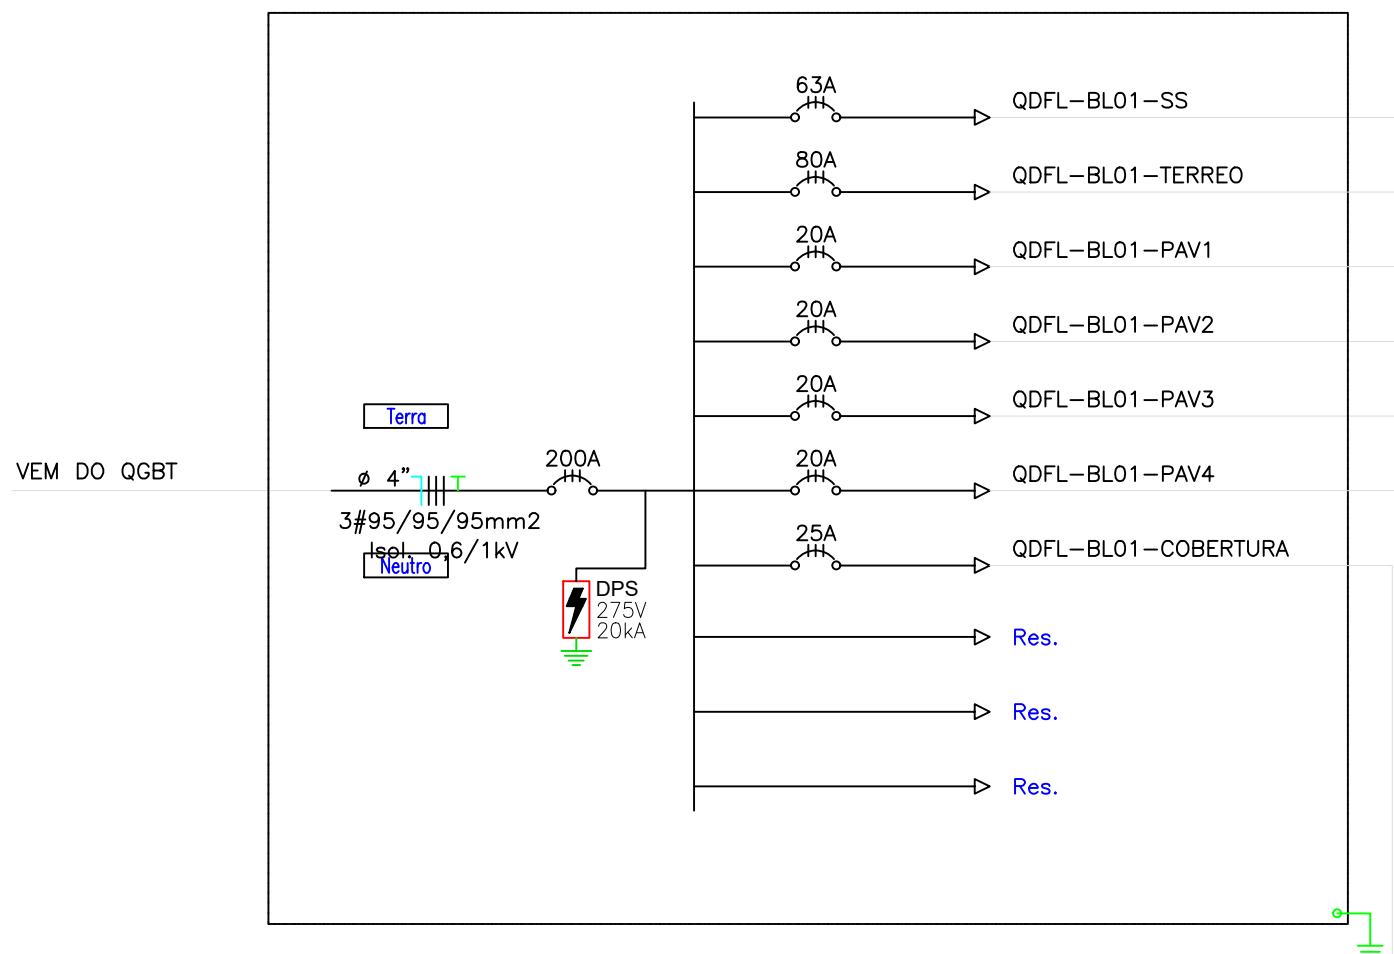 63A
QDFL-BL01-SS
80A
QDFL-BL01-TERREO
20A
QDFL-BL01-PAV1
20A
QDFL-BL01-PAV2
20A
QDFL-BL01-PAV3
Terra
VEM DO QGBT
ø 4"
200A
20A
QDFL-BL01-PAV4
3#95/95/95mm2
Isol. 0,6/1kV
Neutro
25A
QDFL-BL01-COBERTURA
DPS
275V
20kA
Res.
Res.
Res.